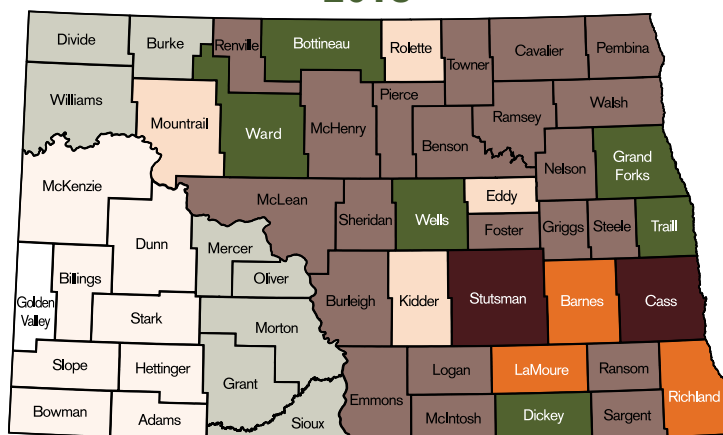 Divide
Burke
Renville
Bottineau
Rolette
Towner
Cavalier
Pembina
Williams
Mountrail
Ward
McHenry
Pierce
Benson
Ramsey
Walsh
Nelson
Grand
Forks
McKenzie
McLean
Sheridan
Wells
Eddy
Foster
Griggs
Steele
Traill
Dunn
Mercer
Oliver
Golden
Valley
Billings
Stark
Morton
Burleigh
Kidder
Stutsman
Barnes
Cass
Slope
Hettinger
Grant
Logan
LaMoure
Ransom
Richland
Bowman
Adams
Sioux
Emmons
McIntosh
Dickey
Sargent